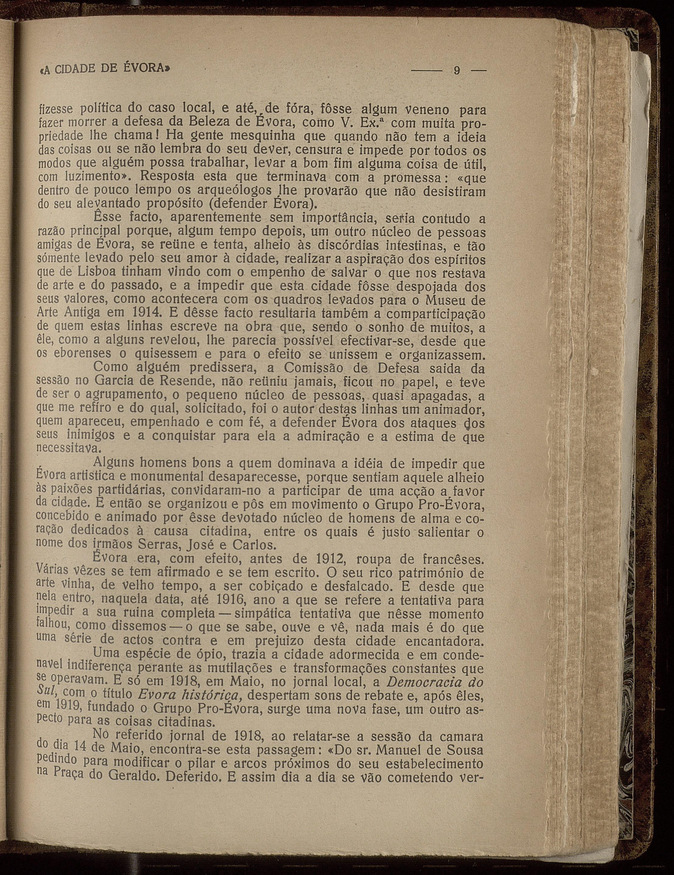 «A CIDADE DE ÉVORA»
—— 9 —
fizesse política do caso local, e até, de fóra, fôsse algum veneno para
fazer morrer a defesa da Beleza de Évora, como V. Ex.ª com muita pro-
priedade lhe chama! Ha gente mesquinha que quando não tem a ideia
das coisas ou se não lembra do seu dever, censura e impede por todos os
modos que alguém possa trabalhar, levar a bom fim alguma coisa de útil,
com luzimento». Resposta esta que terminava com a promessa: «que
dentro de pouco tempo os arqueólogos lhe provarão que não desistiram
do seu alevantado propósito (defender Évora).
Êsse facto, aparentemente sem importância, seria contudo a
razão principal porque, algum tempo depois, um outro núcleo de pessoas
amigas de Évora, se reüne e tenta, alheio às discórdias intestinas, e tão
sómente levado pelo seu amor à cidade, realizar a aspiração dos espíritos
que de Lisboa tinham vindo com o empenho de salvar o que nos restava
de arte e do passado, e a impedir que esta cidade fôsse despojada dos
seus valores, como acontecera com os quadros levados para o Museu de
Arte Antiga em 1914. E dêsse facto resultaria também a comparticipação
de quem estas linhas escreve na obra que, sendo o sonho de muitos, a
êle, como a alguns revelou, lhe parecia possível efectivar-se, desde que
os eborenses o quisessem e para o efeito se unissem e organizassem.
Como alguém predissera, a Comissão de Defesa saída da
sessão no Garcia de Resende, não reüniu jamais, ficou no papel, e teve
de ser o agrupamento, o pequeno núcleo de pessoas, quasi apagadas, a
que me refiro e do qual, solicitado, foi o autor destas linhas um animador,
quem apareceu, empenhado e com fé, a defender Évora dos ataques dos
seus inimigos e a conquistar para ela a admiração e a estima de que
necessitava.
Alguns homens bons a quem dominava a idéia de impedir que
Évora artística e monumental desaparecesse, porque sentiam aquele alheio
às paixões partidárias, convidaram-no a participar de uma acção a favor
da cidade. E então se organizou e pôs em movimento o Grupo Pro-Évora,
concebido e animado por êsse devotado núcleo de homens de alma e co-
ração dedicados à causa citadina, entre os quais é justo salientar o
nome dos irmãos Serras, José e Carlos.
Évora era, com efeito, antes de 1912, roupa de francêses.
Várias vêzes se tem afirmado e se tem escrito. O seu rico património de
arte vinha, de velho tempo, a ser cobiçado e desfalcado. E desde que
nela entro, naquela data, até 1916, ano a que se refere a tentativa para
impedir a sua ruina completa — simpática tentativa que nêsse momento
falhou, como dissemos — o que se sabe, ouve e vê, nada mais é do que
uma série de actos contra e em prejuizo desta cidade encantadora.
Uma espécie de ópio, trazia a cidade adormecida e em conde-
navel indiferença perante as mutilações e transformações constantes que
se operavam. E só em 1918, em Maio, no jornal local, a Democracia do
Sul, com o título Evora histórica, despertam sons de rebate e, após êles,
em 1919, fundado o Grupo Pro-Évora, surge uma nova fase, um outro as-
pecto para as coisas citadinas.
No referido jornal de 1918, ao relatar-se a sessão da camara
do dia 14 de Maio, encontra-se esta passagem: «Do sr. Manuel de Sousa
pedindo para modificar o pilar e arcos próximos do seu estabelecimento
na Praça do Geraldo. Deferido. E assim dia a dia se vão cometendo ver-